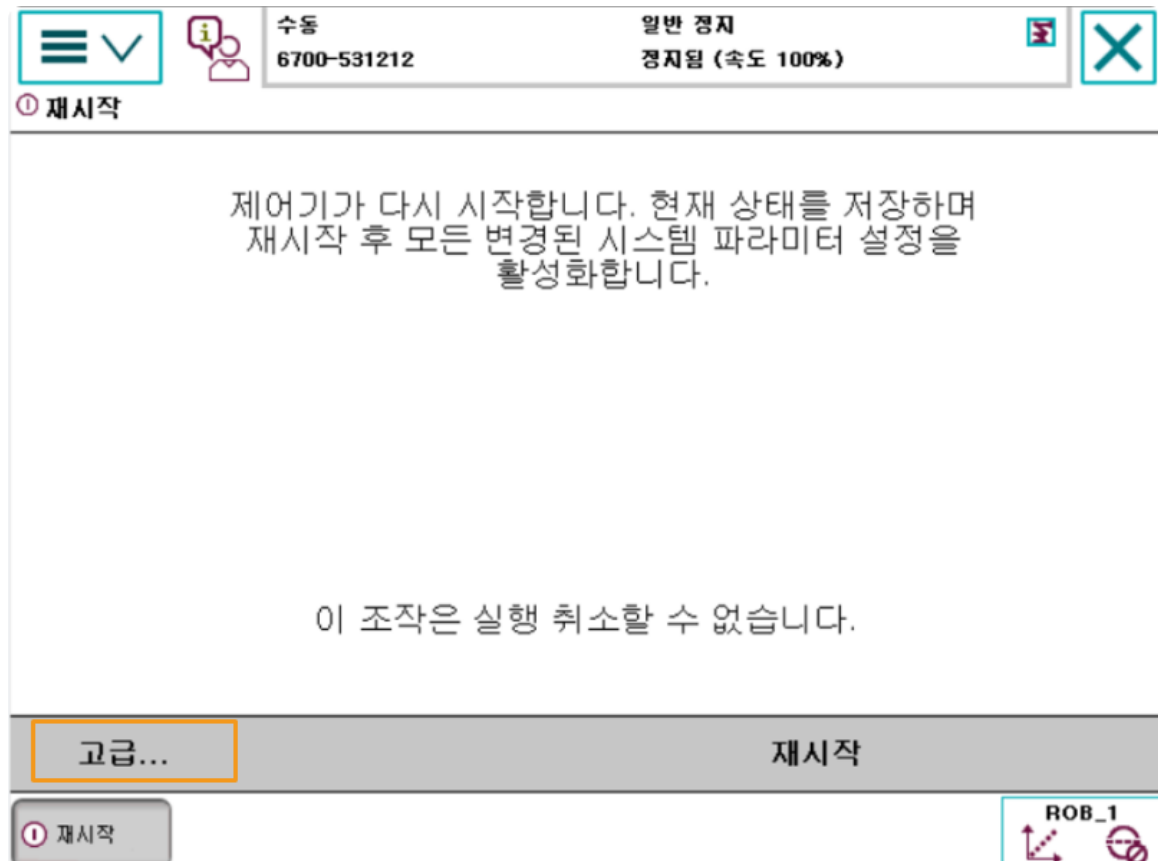 수동
일반 정지
6700-531212
정지됨 (속도 100%)
재시작
제어기가 다시 시작합니다. 현재 상태를 저장하며
재시작 후 모든 변경된 시스템 파라미터 설정을
활성화합니다.
이 조작은 실행 취소할 수 없습니다.
고급...
재시작
재시작
ROB_1